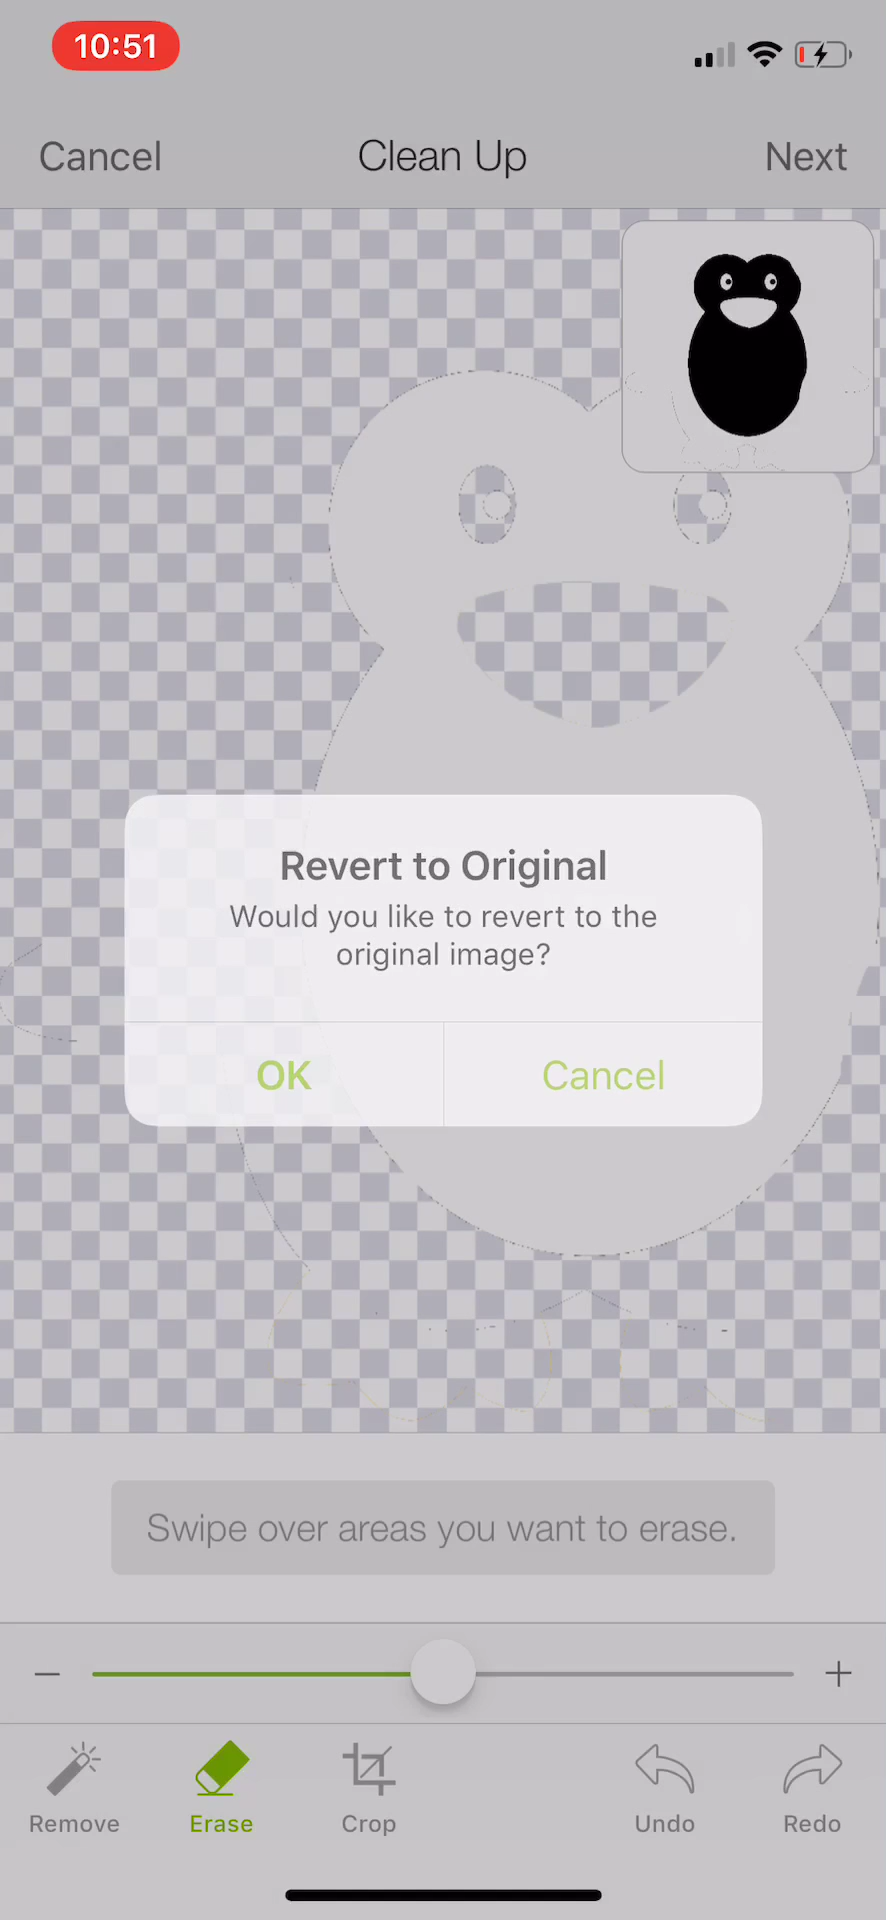 10:51
Cancel
Clean Up
Next
Revert to Original
Would you like to revert to the
original image?
OK
Cancel
Swipe over areas you want to erase.
Remove
Erase
Crop
Undo
Redo